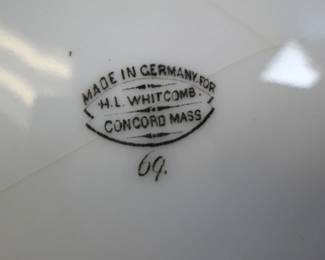 MADE IN GERMANY FOR
H.L. WHITCOMB.
CONCORD MASS
69.